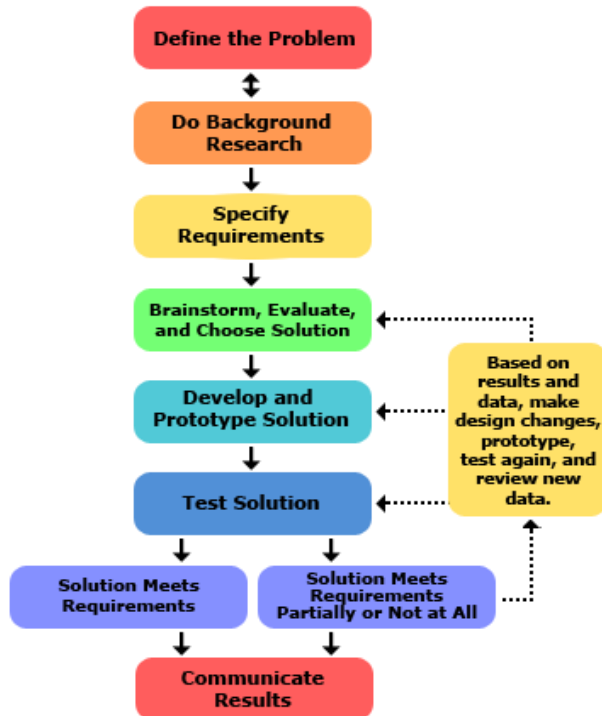 Define the Problem
Do Background
Research
Specify
Requirements
Brainstorm, Evaluate,
and Choose Solution
Based on
results and
data, make
design changes,
prototype,
test again, and
review new
data.
Develop and
Prototype Solution
Test Solution
Solution Meets
Requirements
Solution Meets
Requirements
Partially or Not at All
Communicate
Results